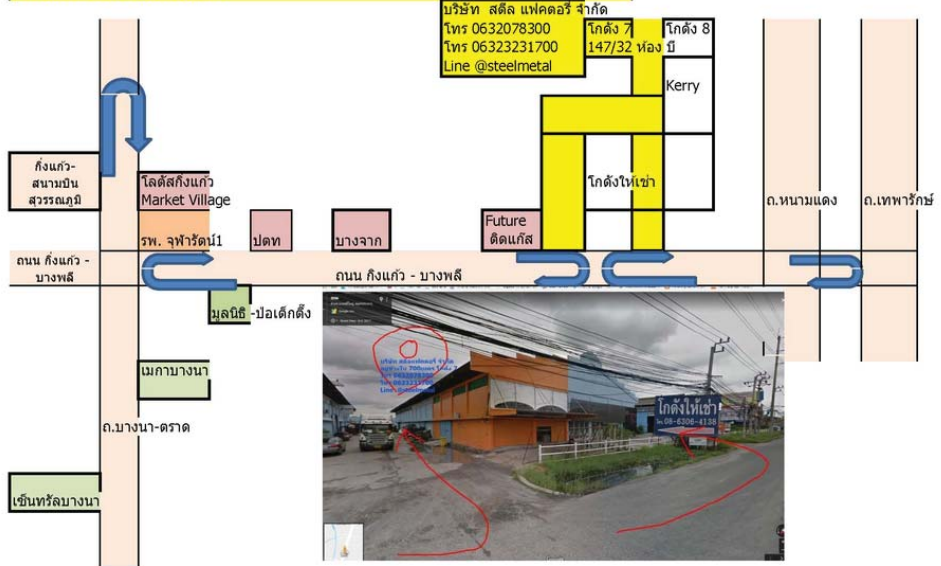 บริษัท สตีล แฟคตอรี่ จำกัด
โทร 0632078300
โทร 06323231700
Line @steelmetal
โกดัง 7
147/32 ห้อง บี
โกดัง 8
Kerry
กิ่งแก้ว-
สนามบิน
สุวรรณภูมิ
โลตัสกิ่งแก้ว
Market Village
โกดังให้เช่า
ถ.หนามแดง
ถ.เทพารักษ์
รพ. จุฬารัตน์1
ปตท
บางจาก
Future
ติดแก๊ส
ถนน กิ่งแก้ว -
บางพลี
ถนน กิ่งแก้ว - บางพลี
มูลนิธิ -ป่อเต็กตึ๊ง
เมกาบางนา
ถ.บางนา-ตราด
เซ็นทรัลบางนา
โกดังให้เช่า
โทร.08-6306-4138